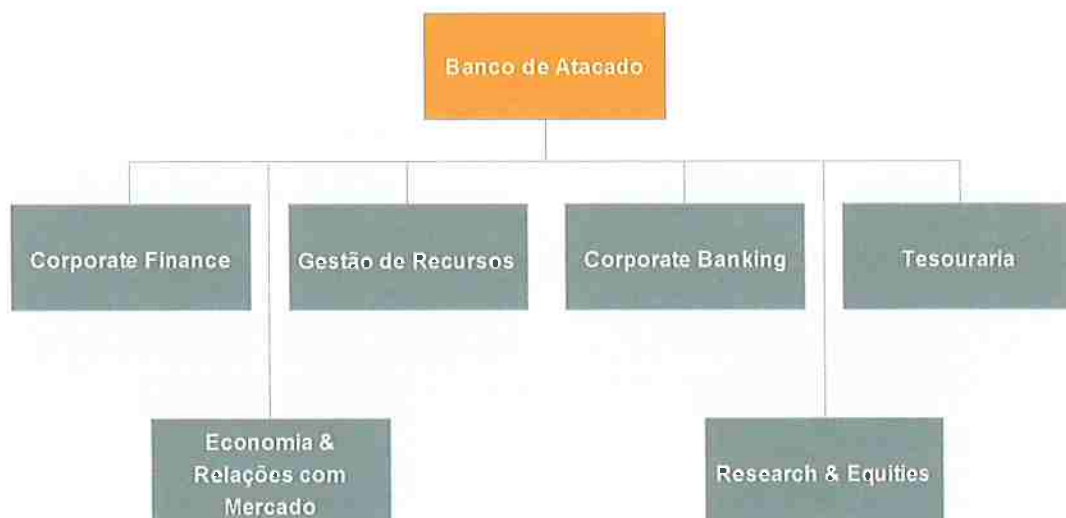 Banco de Atacado
Corporate Finance
Gestão de Recursos
Corporate Banking
Tesouraria
Economia &
Relações com
Mercado
Research & Equities